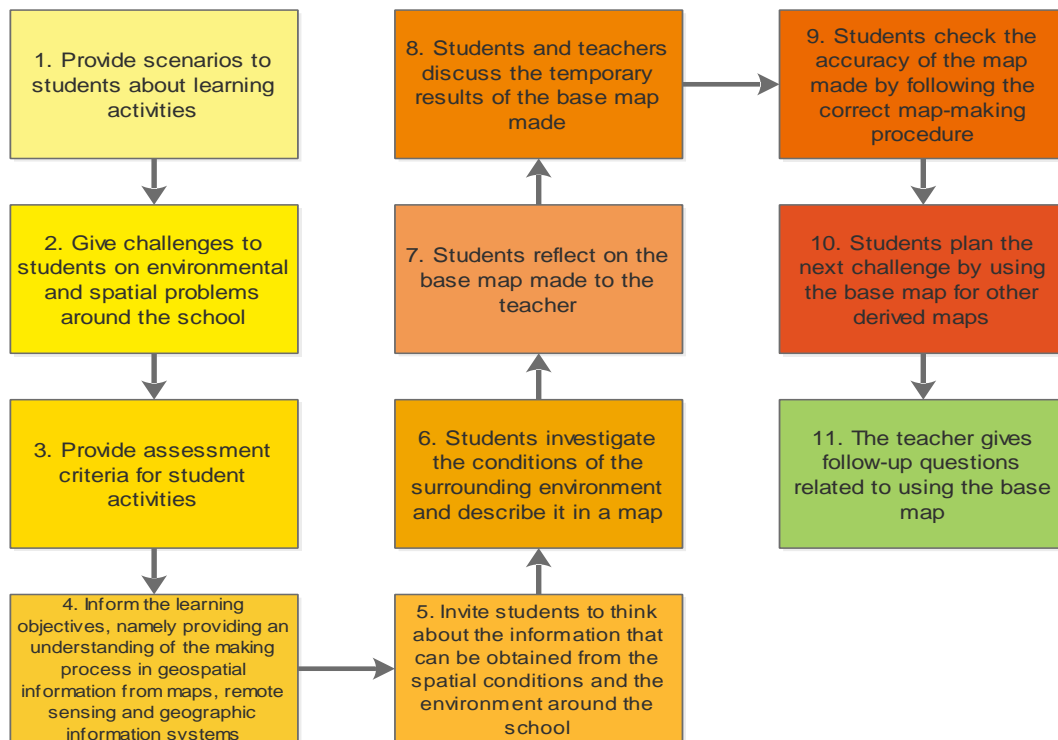 1. Provide scenarios to
students about learning
activities
2. Give challenges to
students on environmental
and spatial problems
around the school
3. Provide assessment
criteria for student
activities
4. Inform the learning
objectives, namely providing an
understanding of the making
process in geospatial
information from maps, remote
sensing and geographic
information systems
5. Invite students to think
about the information that
can be obtained from the
spatial conditions and the
environment around the
school
6. Students investigate
the conditions of the
surrounding environment
and describe it in a map
7. Students reflect on the
base map made to the
teacher
8. Students and teachers
discuss the temporary
results of the base map
made
9. Students check the
accuracy of the map
made by following the
correct map-making
procedure
10. Students plan the
next challenge by using
the base map for other
derived maps
11. The teacher gives
follow-up questions
related to using the base
map